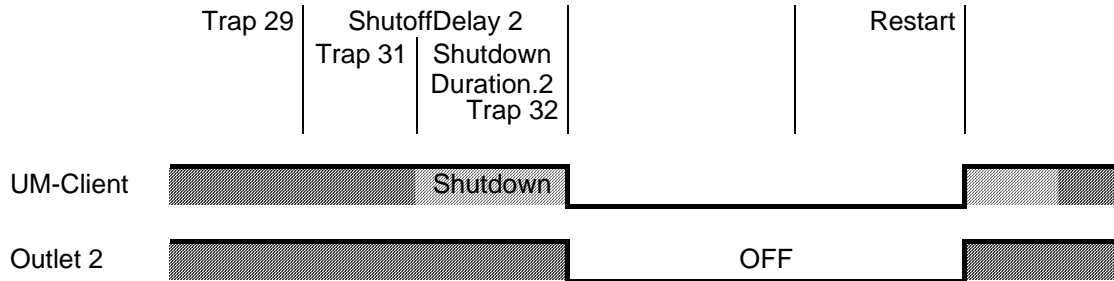 Trap 29 ShutoffDelay 2 Restart
Trap 31 Shutdown
Duration.2
Trap 32
UM-Client Shutdown
Outlet 2 OFF